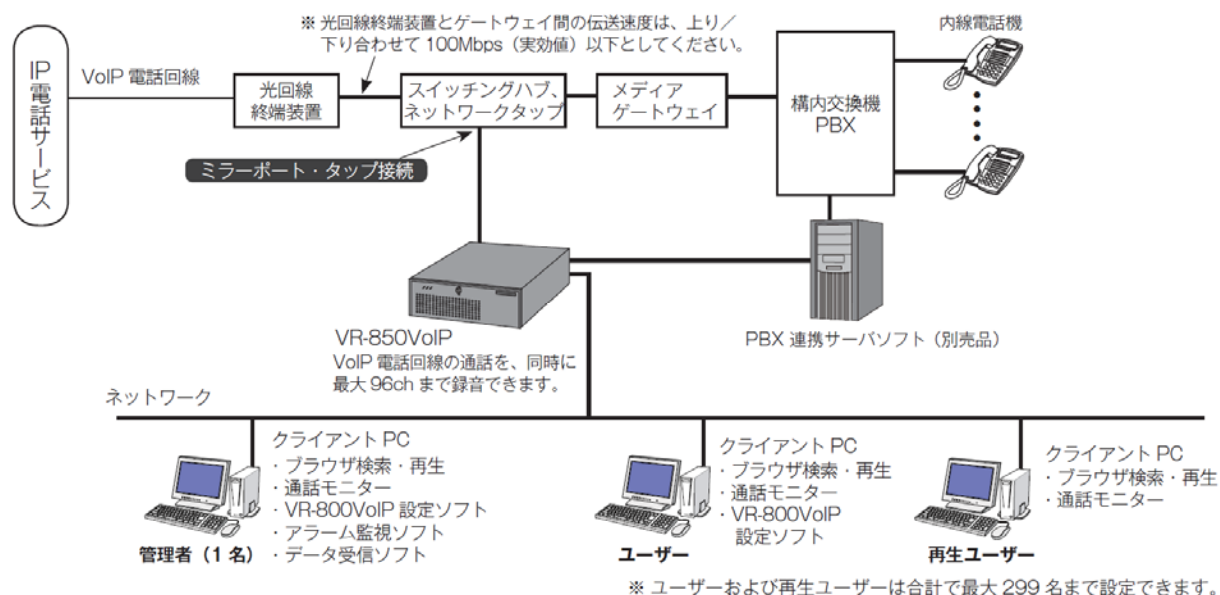 ※ 光回線終端装置とゲートウェイ間の伝送速度は、上り／
下り合わせて 100Mbps（実効値）以下としてください。
内線電話機
IP電話サービス
VoIP 電話回線
光回線
終端装置
スイッチングハブ、
ネットワークタップ
メディア
ゲートウェイ
構内交換機
PBX
ミラーポート・タップ接続
VR-850VoIP
VoIP 電話回線の通話を、同時に
最大 96ch まで録音できます。
PBX 連携サーバソフト（別売品）
ネットワーク
クライアント PC
・ブラウザ検索・再生
・通話モニター
・VR-800VoIP 設定ソフト
・アラーム監視ソフト
・データ受信ソフト
管理者（1 名）
クライアント PC
・ブラウザ検索・再生
・通話モニター
・VR-800VoIP
設定ソフト
ユーザー
クライアント PC
・ブラウザ検索・再生
・通話モニター
再生ユーザー
※ ユーザーおよび再生ユーザーは合計で最大 299 名まで設定できます。